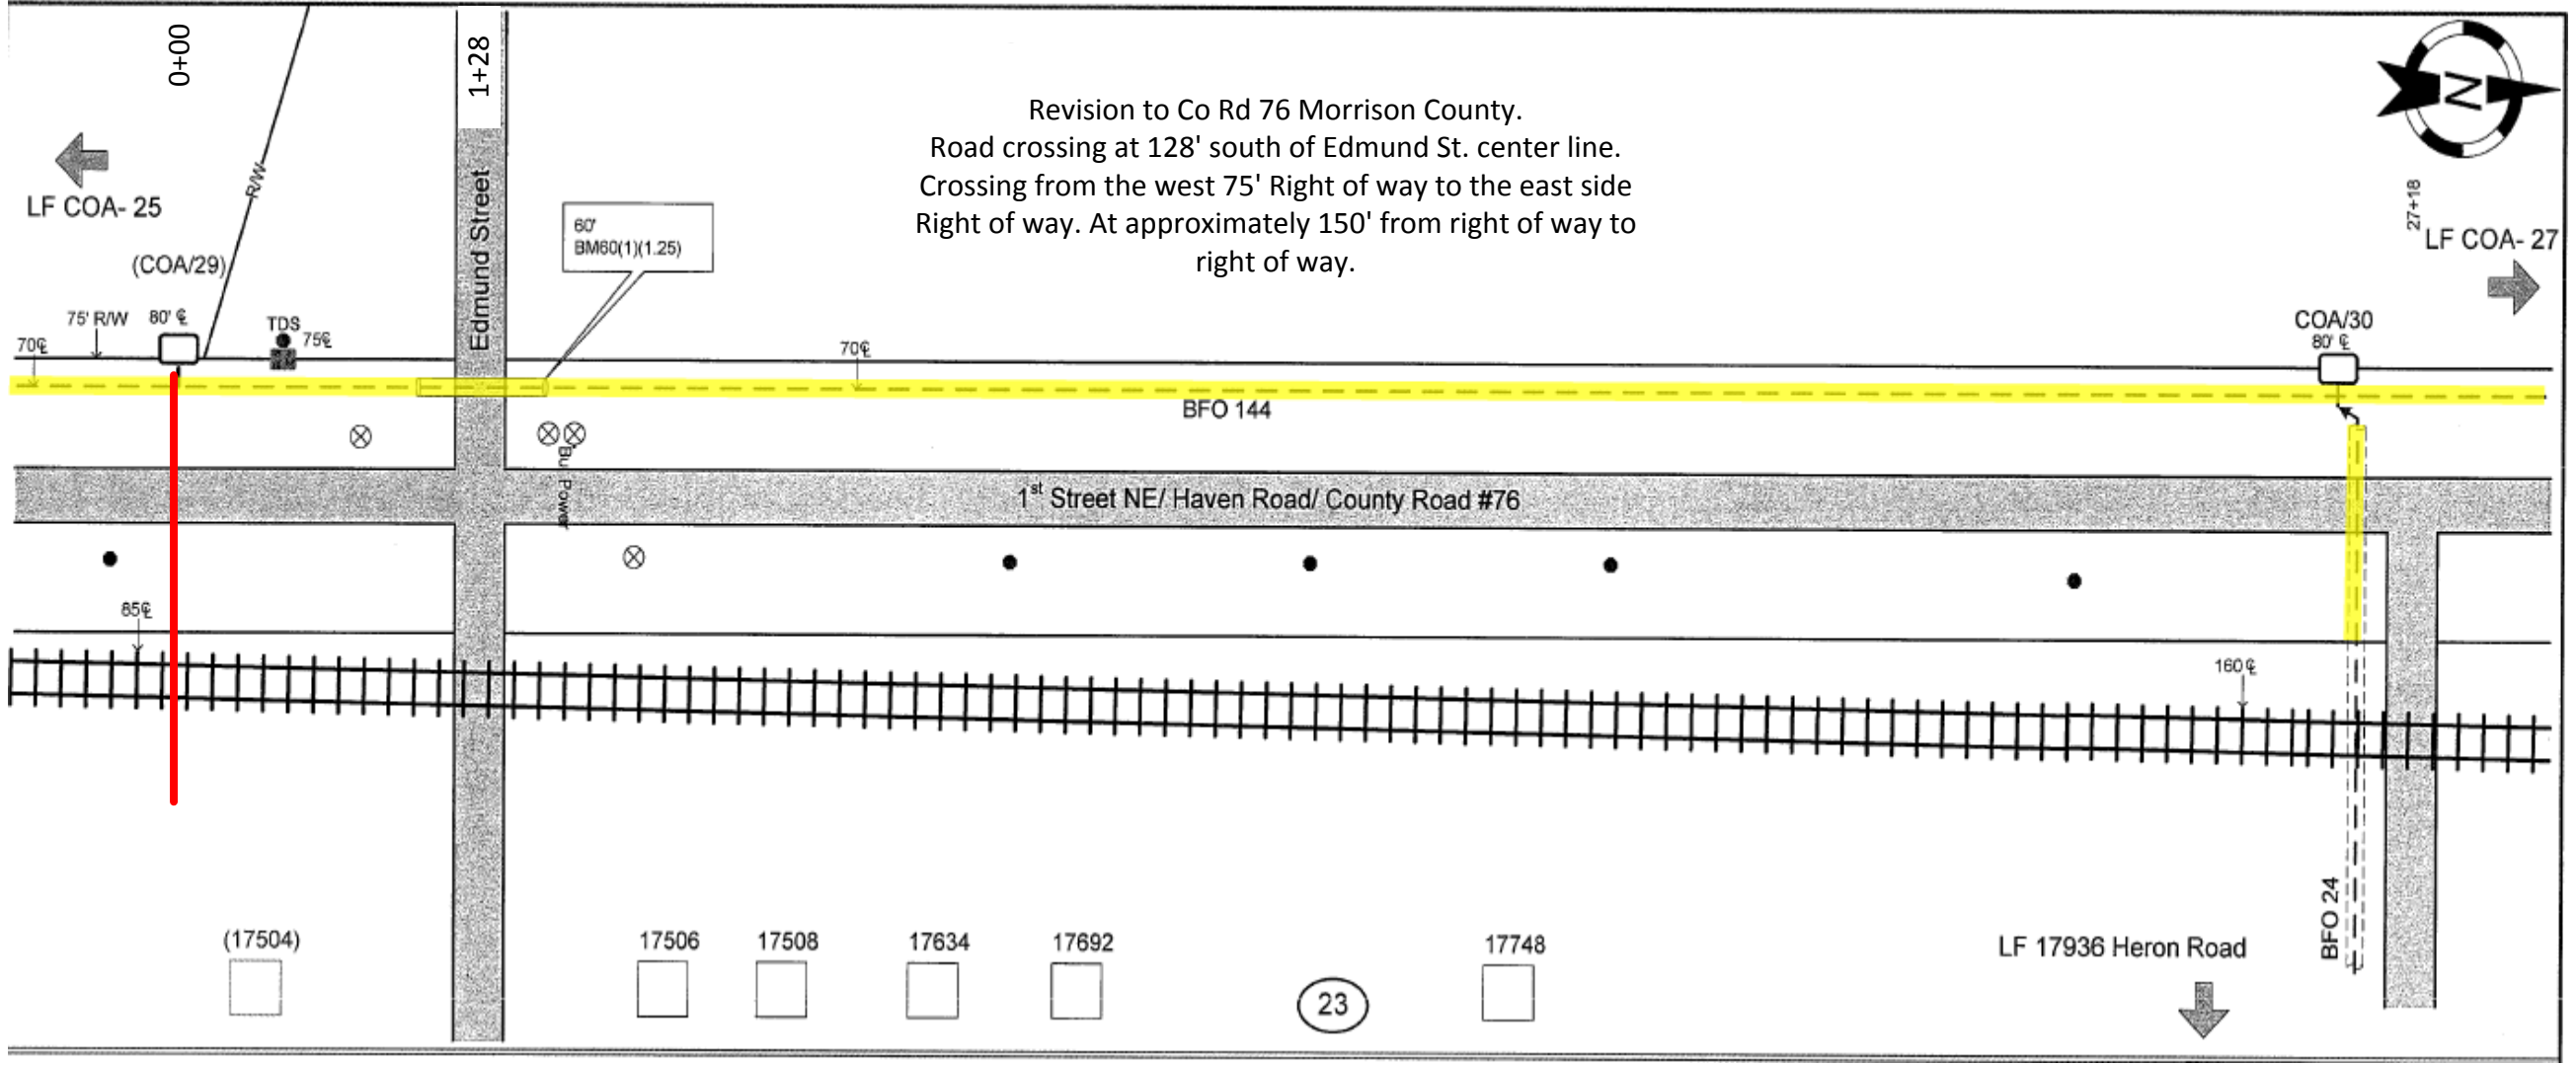 0+00
1+28
Revision to Co Rd 76 Morrison County.
Road crossing at 128' south of Edmund St. center line.
Crossing from the west 75' Right of way to the east side
Right of way. At approximately 150' from right of way to
right of way.
N
R/W
LF COA- 25
Edmund Street
60'
BM60(1)(1.25)
27+18
LF COA- 27
(COA/29)
75' R/W
80' ℄
TDS
75℄
70℄
70℄
COA/30
80' ℄
BFO 144
Bu Power
1st Street NE/ Haven Road/ County Road #76
85℄
160℄
(17504)
17506
17508
17634
17692
17748
LF 17936 Heron Road
BFO 24
23